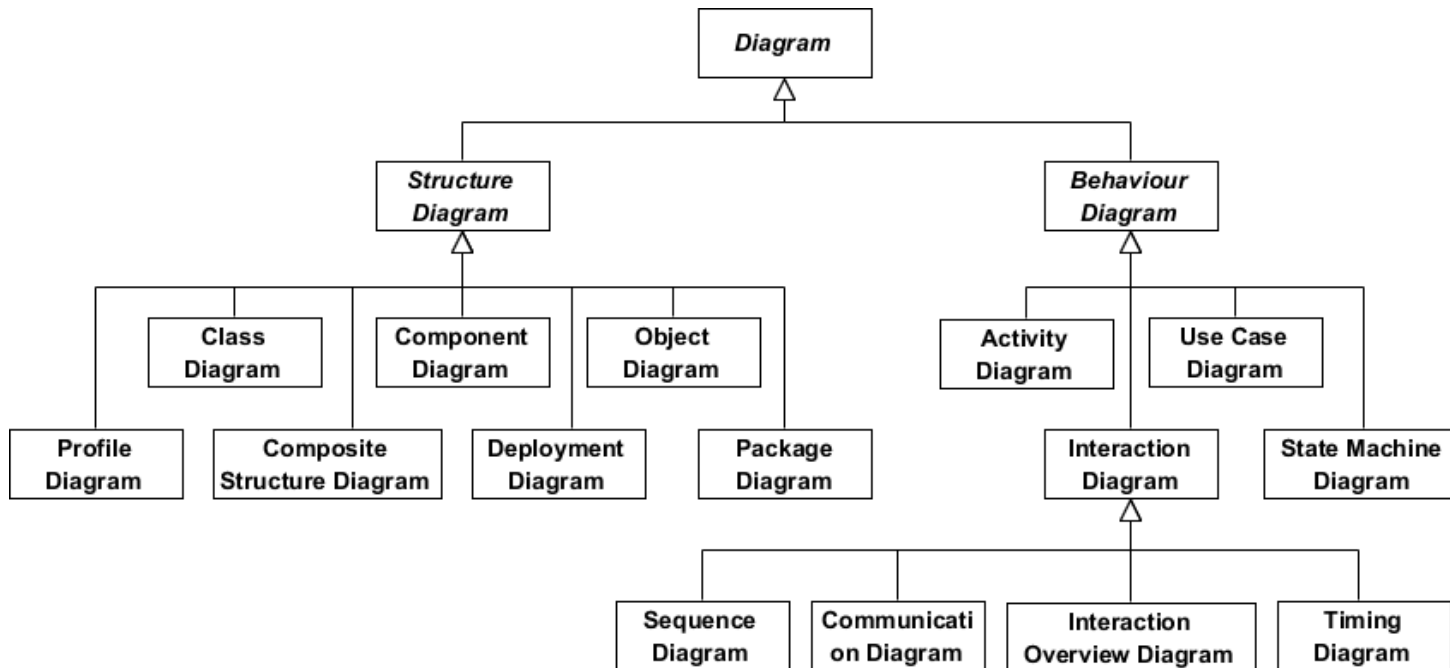 Diagram
Structure
Diagram
Behaviour
Diagram
Class
Diagram
Component
Diagram
Object
Diagram
Activity
Diagram
Use Case
Diagram
Profile
Diagram
Composite
Structure Diagram
Deployment
Diagram
Package
Diagram
Interaction
Diagram
State Machine
Diagram
Sequence
Diagram
Communicati
on Diagram
Interaction
Overview Diagram
Timing
Diagram